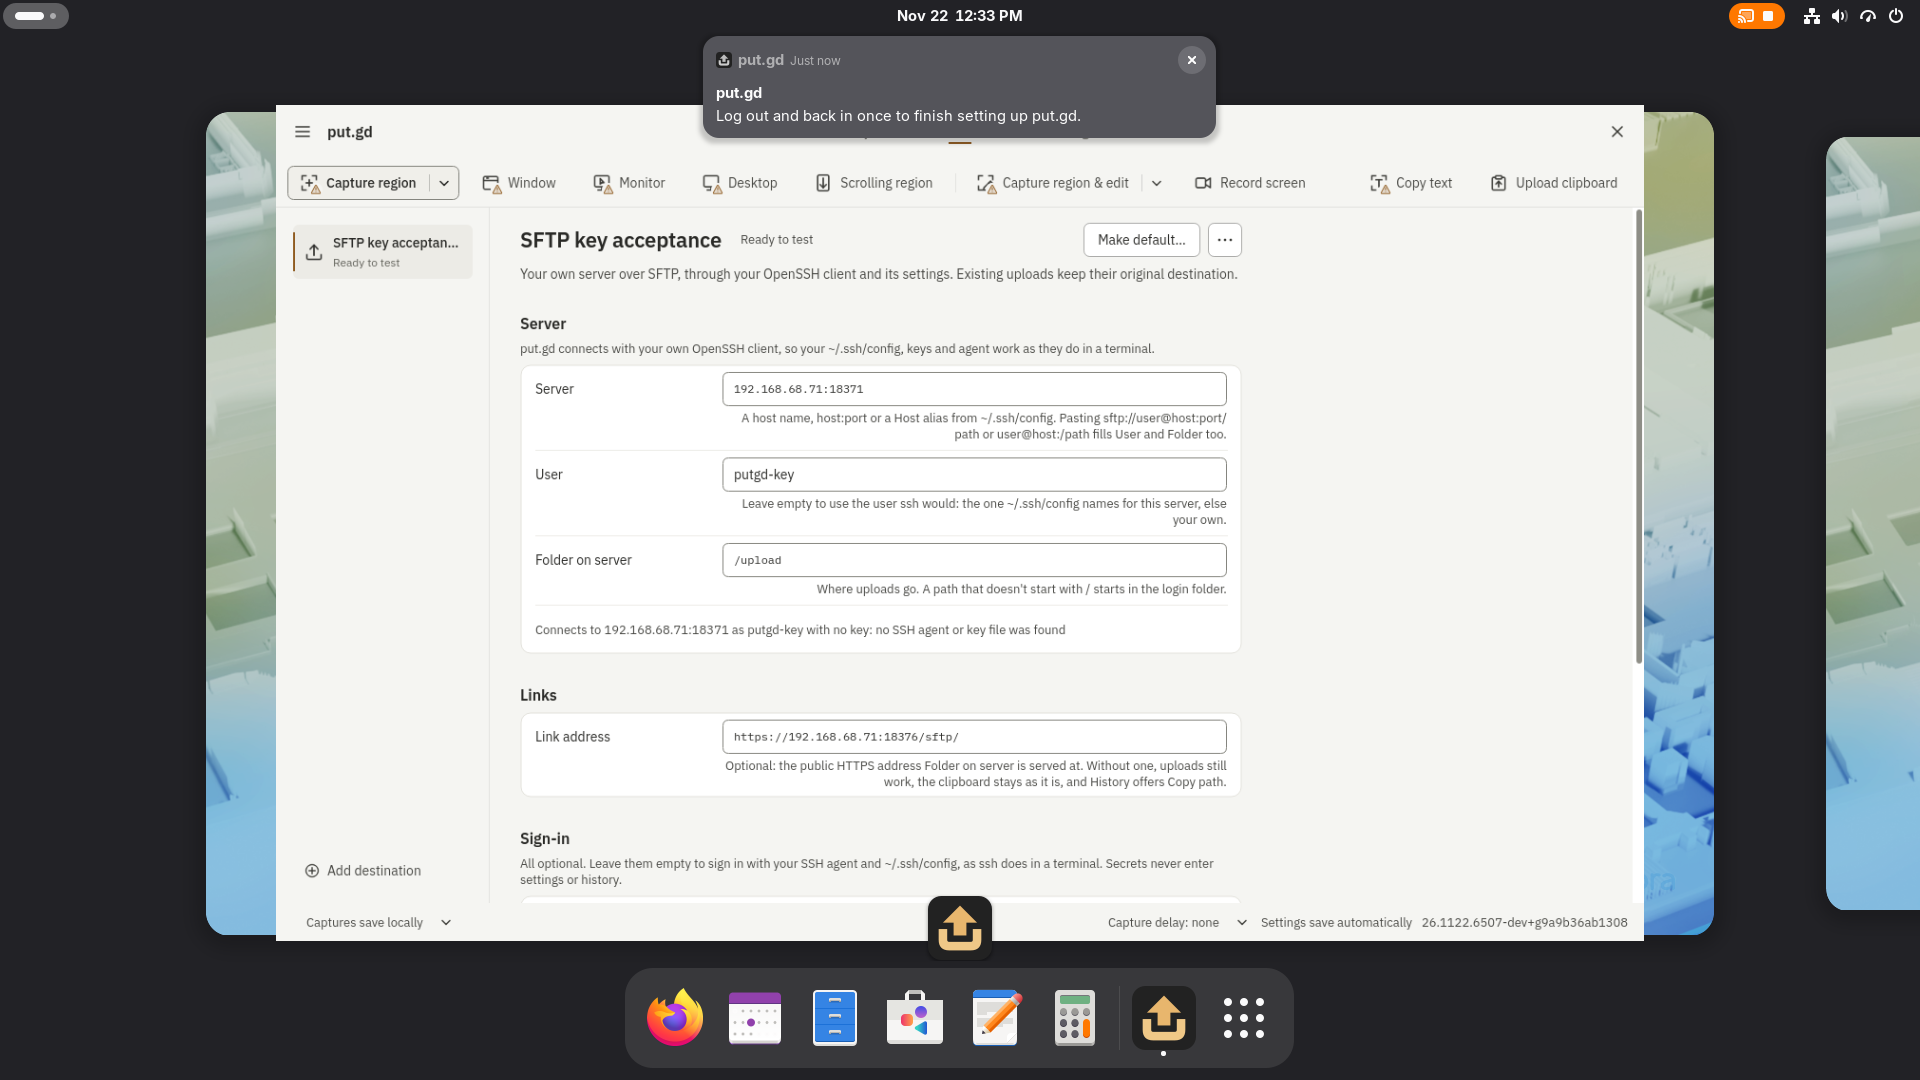 Nov 22 12:33 PM
put.gd Just now
put.gd
Log out and back in once to finish setting up put.gd.
put.gd
Capture region
Window
Monitor
Desktop
Scrolling region
Capture region & edit
Record screen
Copy text
Upload clipboard
SFTP key acceptan...
Ready to test
SFTP key acceptance
Ready to test
Make default...
Your own server over SFTP, through your OpenSSH client and its settings. Existing uploads keep their original destination.
Server
put.gd connects with your own OpenSSH client, so your ~/.ssh/config, keys and agent work as they do in a terminal.
Server
192.168.68.71:18371
A host name, host:port or a Host alias from ~/.ssh/config. Pasting sftp://user@host:port/
path or user@host:/path fills User and Folder too.
User
putgd-key
Leave empty to use the user ssh would: the one ~/.ssh/config names for this server, else
your own.
Folder on server
/upload
Where uploads go. A path that doesn't start with / starts in the login folder.
Connects to 192.168.68.71:18371 as putgd-key with no key: no SSH agent or key file was found
Links
Link address
https://192.168.68.71:18376/sftp/
Optional: the public HTTPS address Folder on server is served at. Without one, uploads still
work, the clipboard stays as it is, and History offers Copy path.
Sign-in
All optional. Leave them empty to sign in with your SSH agent and ~/.ssh/config, as ssh does in a terminal. Secrets never enter
settings or history.
Add destination
Captures save locally
Capture delay: none
Settings save automatically
26.1122.6507-dev+g9a9b36ab1308